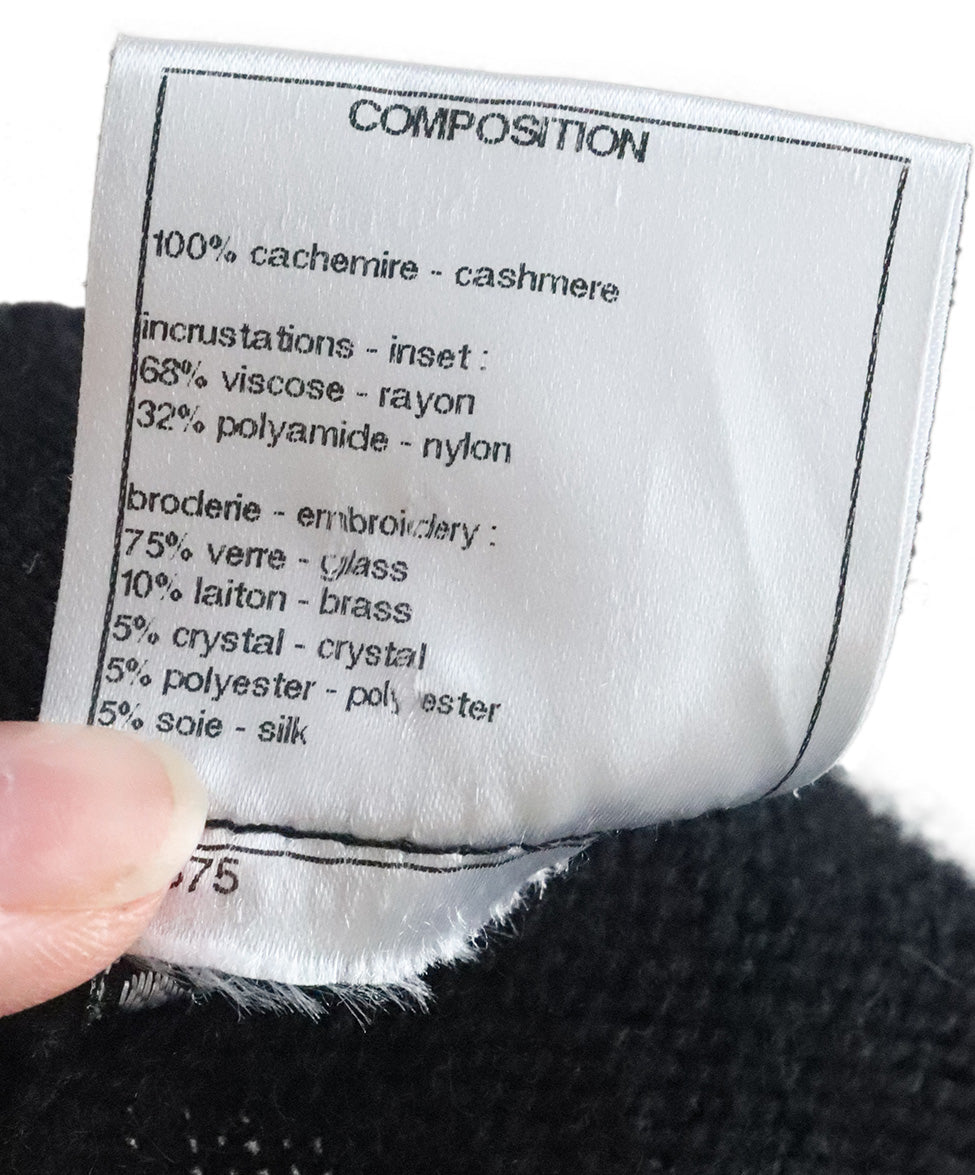 COMPOSITION
100% cachemire - cashmere
incrustations - inset :
68% viscose - rayon
32% polyamide - nylon
broderie - embroidery :
75% verre - glass
10% laiton - brass
5% crystal - crystal
5% polyester - polyester
5% soie - silk
75